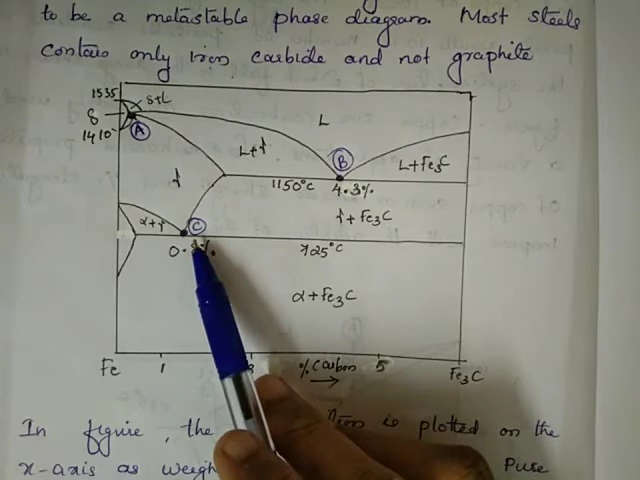 to be a metastable phase diagram. Most steels
contain only iron carbide and not graphite
1535
δ+L
δ
1410
A
L
L+γ
B
L+Fe3C
γ
1150°C
4.3%
γ+Fe3C
α+γ
C
0.8%
725°C
α+Fe3C
Fe
1
% Carbon
5
Fe3C
In figure, the
is plotted on the
x-axis as
Pure